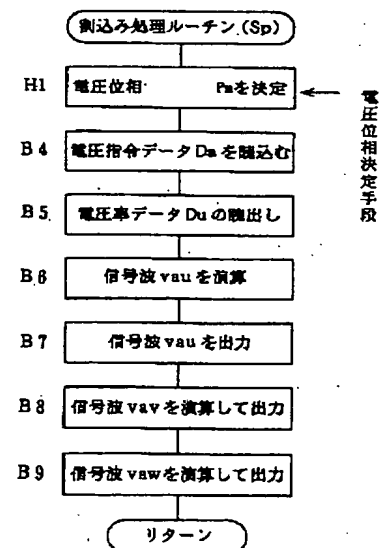 割込み処理ルーチン(Sp)
H1 電圧位相 Pmを決定
電圧位相決定手段
B4 電圧指令データDmを読込む
B5 電圧率データDuの読出し
B6 信号波vauを演算
B7 信号波vauを出力
B8 信号波vavを演算して出力
B9 信号波vawを演算して出力
リターン